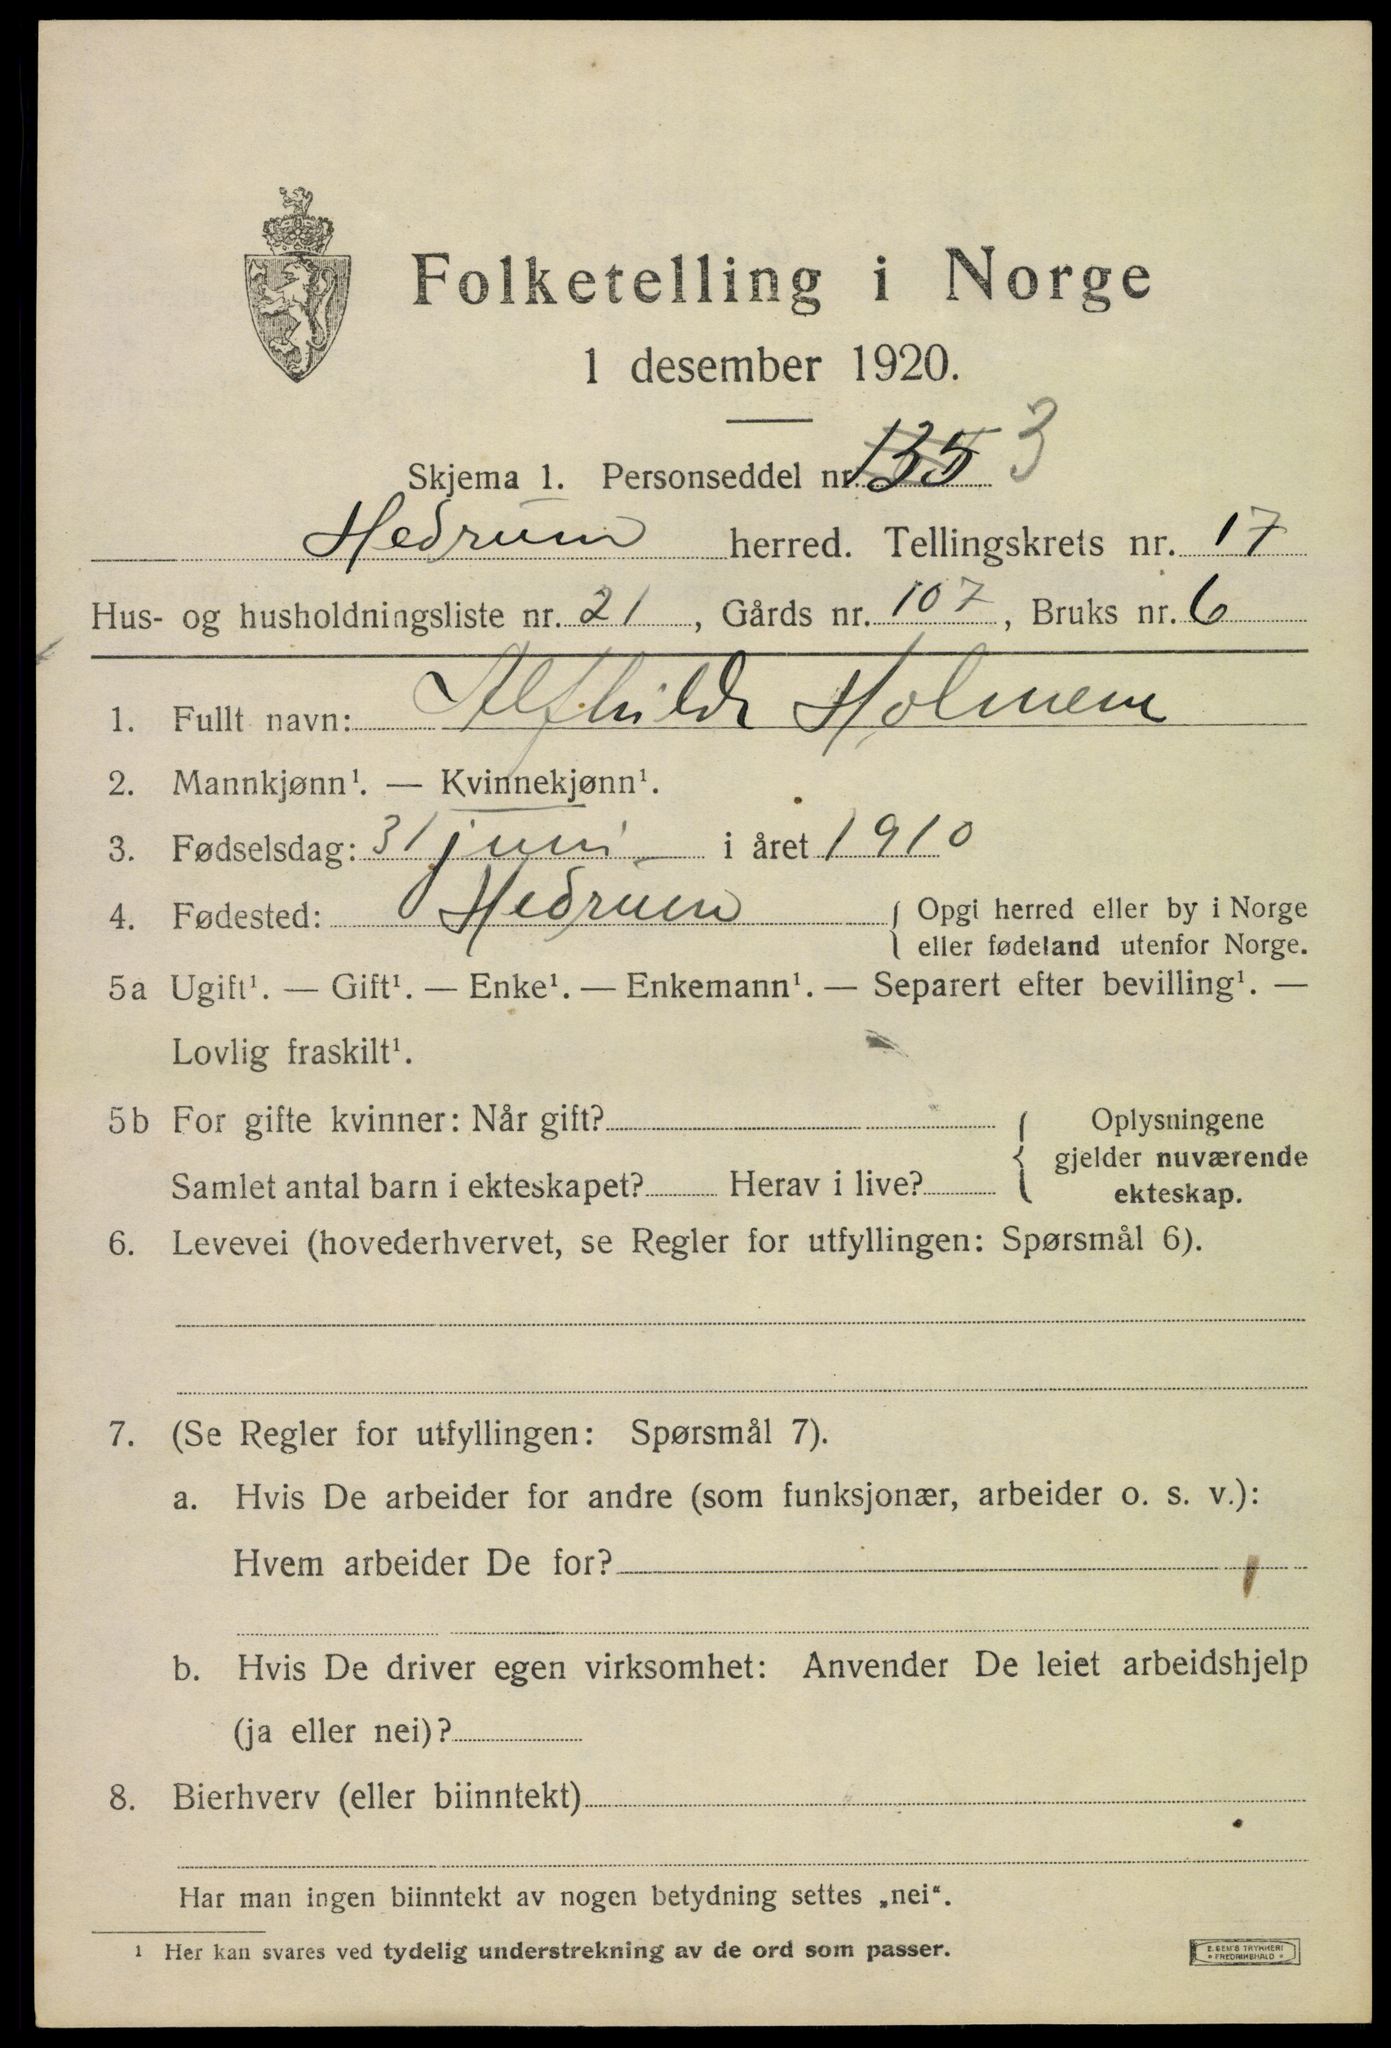 Folketelling i Norge
1 desember 1920.
Skjema 1. Personseddel nr. 135 3
Hedrum herred. Tellingskrets nr. 17
Hus- og husholdningsliste nr. 21, Gårds nr. 107, Bruks nr. 6
1. Fullt navn: Alfhilde Holmem
2. Mannkjønn¹. — Kvinnekjønn¹.
3. Fødselsdag: 31 juni i året 1910
4. Fødested: Hedrum { Opgi herred eller by i Norge
eller fødeland utenfor Norge.
5a Ugift¹. — Gift¹. — Enke¹. — Enkemann¹. — Separert efter bevilling¹. —
Lovlig fraskilt¹.
5b For gifte kvinner: Når gift?
Samlet antal barn i ekteskapet? Herav i live?
{ Oplysningene
gjelder nuværende
ekteskap.
6. Levevei (hovederhvervet, se Regler for utfyllingen: Spørsmål 6).
7. (Se Regler for utfyllingen: Spørsmål 7).
a. Hvis De arbeider for andre (som funksjonær, arbeider o. s. v.):
Hvem arbeider De for?
b. Hvis De driver egen virksomhet: Anvender De leiet arbeidshjelp
(ja eller nei)?
8. Bierhverv (eller biinntekt)
Har man ingen biinntekt av nogen betydning settes „nei“.
¹ Her kan svares ved tydelig understrekning av de ord som passer.
E. SEM'S TRYKKERI
• FREDRIKSHALD •